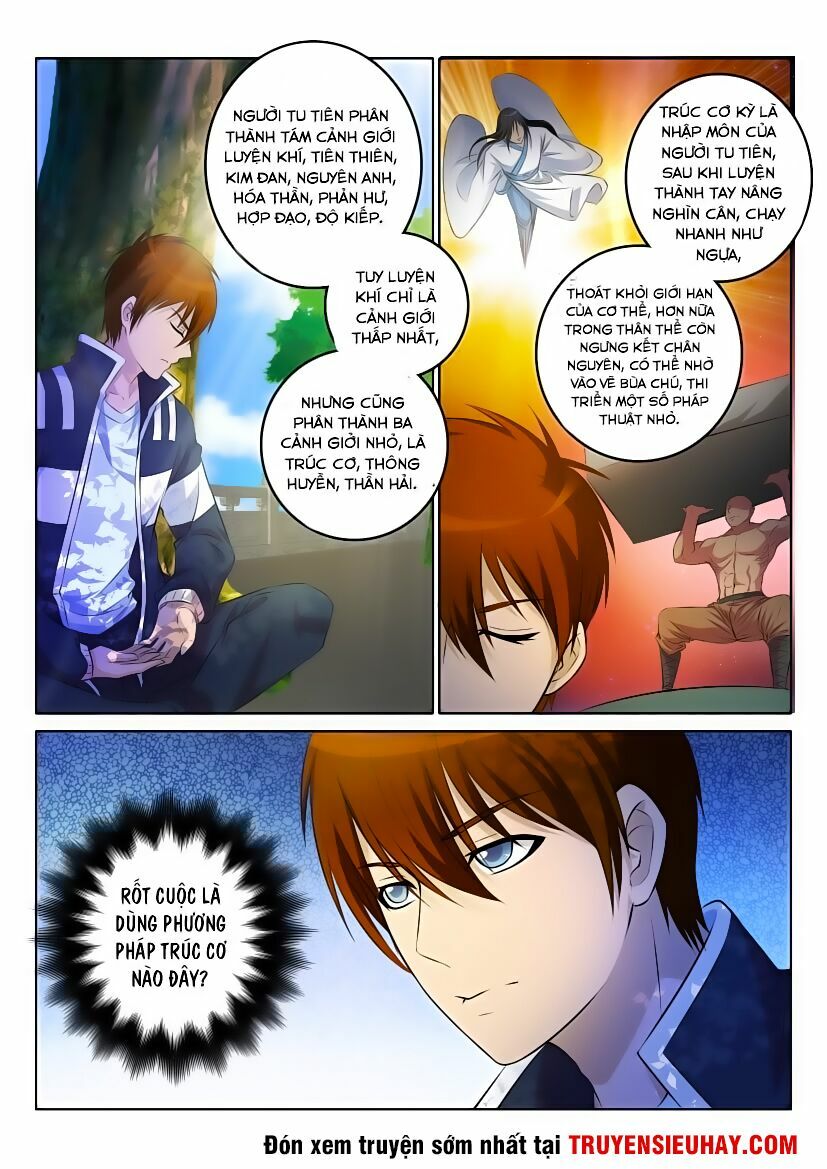 NGƯỜI TU TIÊN PHÂN
THÀNH TÁM CẢNH GIỚI
LUYỆN KHÍ, TIÊN THIÊN,
KIM ĐAN, NGUYÊN ANH,
HÓA THẦN, PHẢN HƯ,
HỢP ĐẠO, ĐỘ KIẾP.
TUY LUYỆN
KHÍ CHỈ LÀ
CẢNH GIỚI
THẤP NHẤT,
NHƯNG CŨNG
PHÂN THÀNH BA
CẢNH GIỞI NHỎ, LÀ
TRÚC CƠ, THÔNG
HUYỀN, THẦN HẢI.
TRÚC CƠ KỲ LÀ
NHẬP MÔN CỦA
NGƯỜI TU TIÊN,
SAU KHI LUYỆN
THÀNH TAY NÂNG
NGHÌN CÂN, CHẠY
NHANH NHƯ
NGỰA,
THOÁT KHỎI GIỚI HẠN
CỦA CƠ THỂ, HƠN NỮA
TRONG THÂN THỂ CÒN
NGƯNG KẾT CHÂN
NGUYÊN, CÓ THỂ NHỜ
VÀO VẼ BÙA CHÚ, THI
TRIỂN MỘT SỐ PHÁP
THUẬT NHỎ.
RỐT CUỘC LÀ
DÙNG PHƯƠNG
PHÁP TRÚC CƠ
NÀO ĐÂY?
Đón xem truyện sớm nhất tại TRUYENSIEUHAY.COM